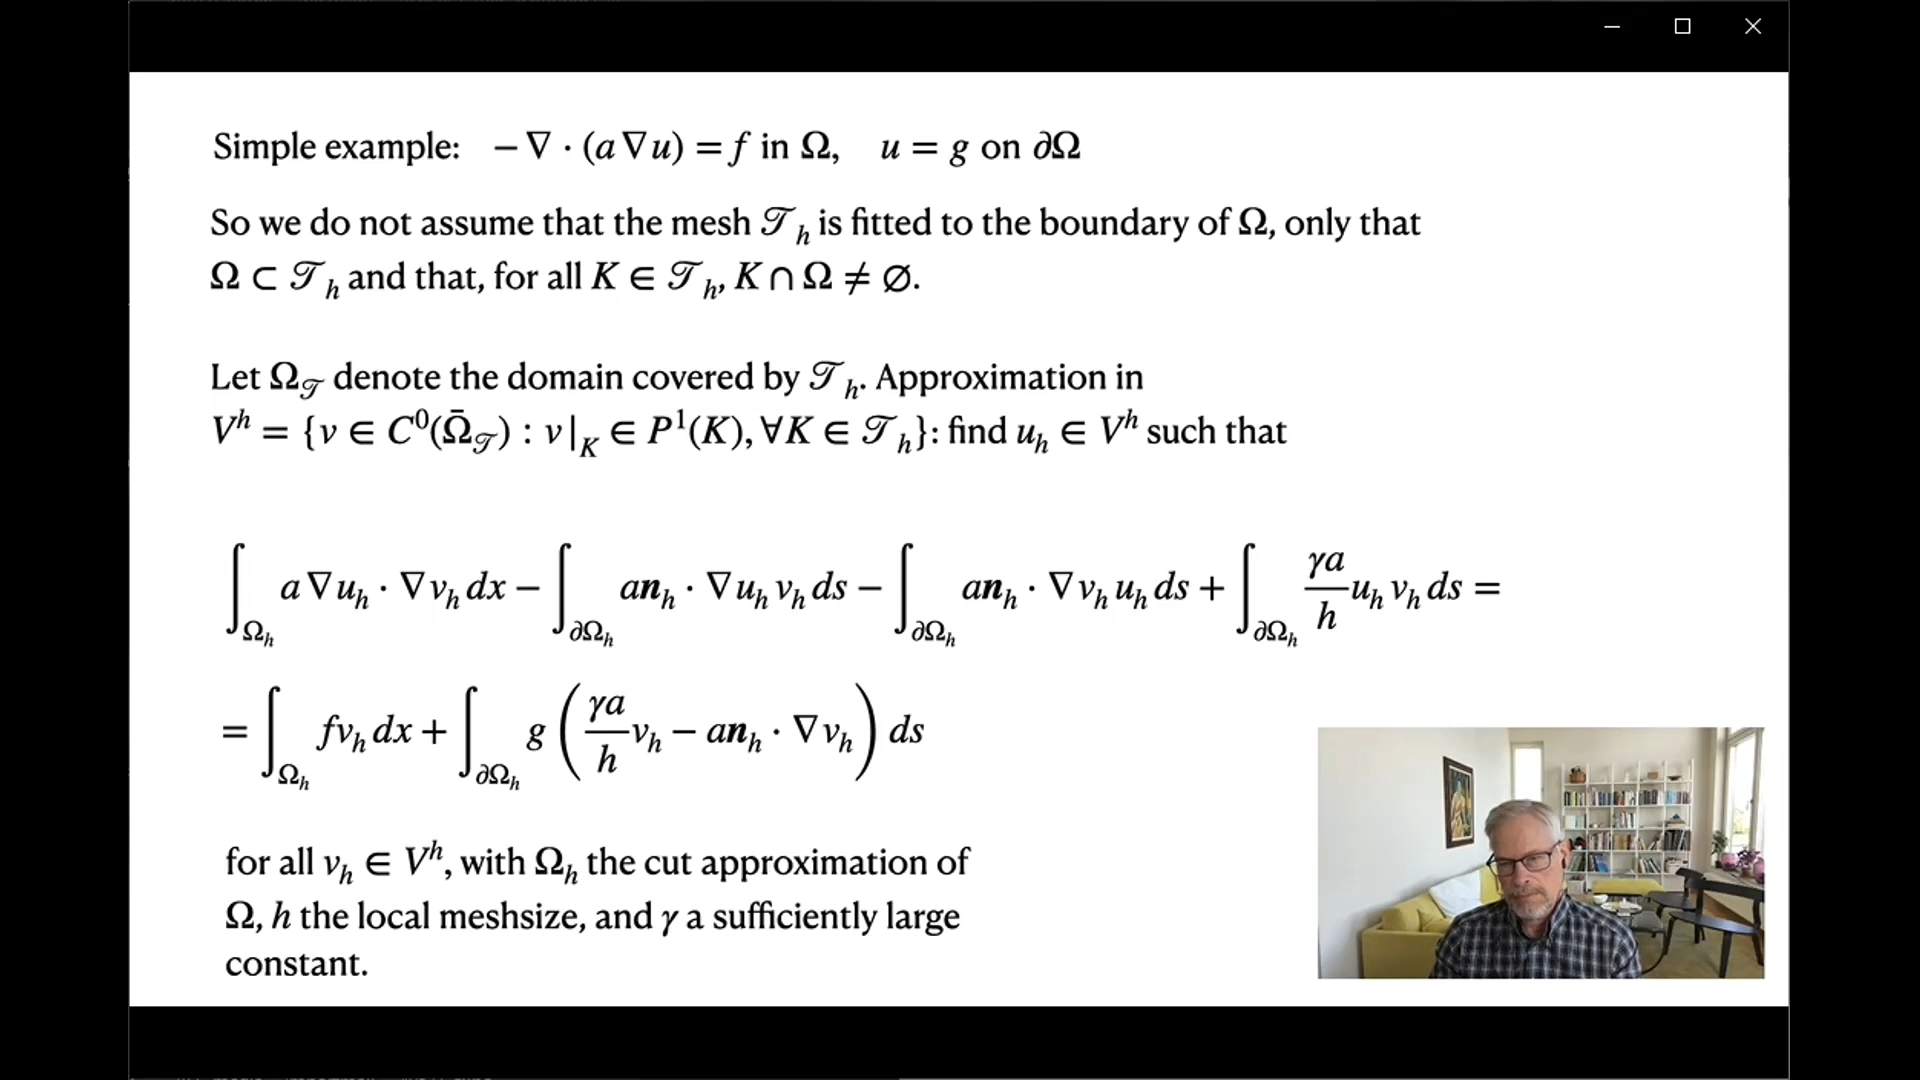 Simple example: −∇ · (a∇u) = f in Ω, u = g on ∂Ω
So we do not assume that the mesh 𝒯_h is fitted to the boundary of Ω, only that
Ω ⊂ 𝒯_h and that, for all K ∈ 𝒯_h, K ∩ Ω ≠ ∅.
Let Ω_𝒯 denote the domain covered by 𝒯_h. Approximation in
V^h = {v ∈ C^0(Ω̄_𝒯) : v|_K ∈ P^1(K), ∀K ∈ 𝒯_h}: find u_h ∈ V^h such that
∫_{Ω_h} a∇u_h · ∇v_h dx − ∫_{∂Ω_h} an_h · ∇u_h v_h ds − ∫_{∂Ω_h} an_h · ∇v_h u_h ds + ∫_{∂Ω_h} γa/h u_h v_h ds =
= ∫_{Ω_h} fv_h dx + ∫_{∂Ω_h} g (γa/h v_h − an_h · ∇v_h) ds
for all v_h ∈ V^h, with Ω_h the cut approximation of
Ω, h the local meshsize, and γ a sufficiently large
constant.